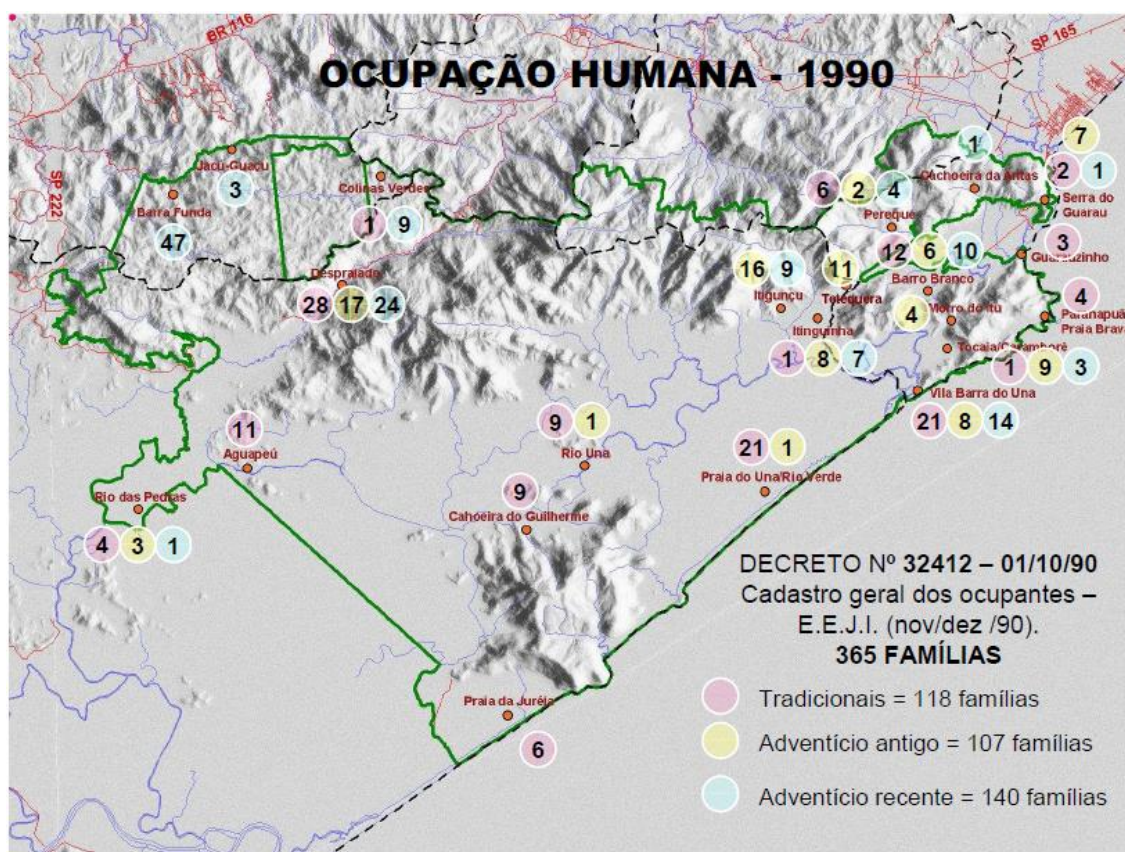 BR 116
SP 165
OCUPAÇÃO HUMANA - 1990
7
1
Jacú-Guaçu
3
Colinas Verdes
6 2 4
Cachoeira da Antas
2 1
SP 222
Barra Funda
Serra do
Guarau
Pereque
47
1 9
12 6 10
3
Guarauzinho
Despraiado
16 9
11
Barro Branco
28 17 24
Itigunçu
Tetequera
4
Morro do Itú
4
Paranapuã
Praia Brava
Itinguinha
Tocaia/Caramborê
1 8 7
1 9 3
Vila Barra do Una
21 8 14
11
Aguapeú
9 1
Rio Una
21 1
Praia do Una/Rio Verde
Rio das Pedras
9
Cahoeira do Guilherme
4 3 1
DECRETO Nº 32412 – 01/10/90
Cadastro geral dos ocupantes –
E.E.J.I. (nov/dez /90).
365 FAMÍLIAS
Praia da Juréia
6
Tradicionais = 118 famílias
Adventício antigo = 107 famílias
Adventício recente = 140 famílias